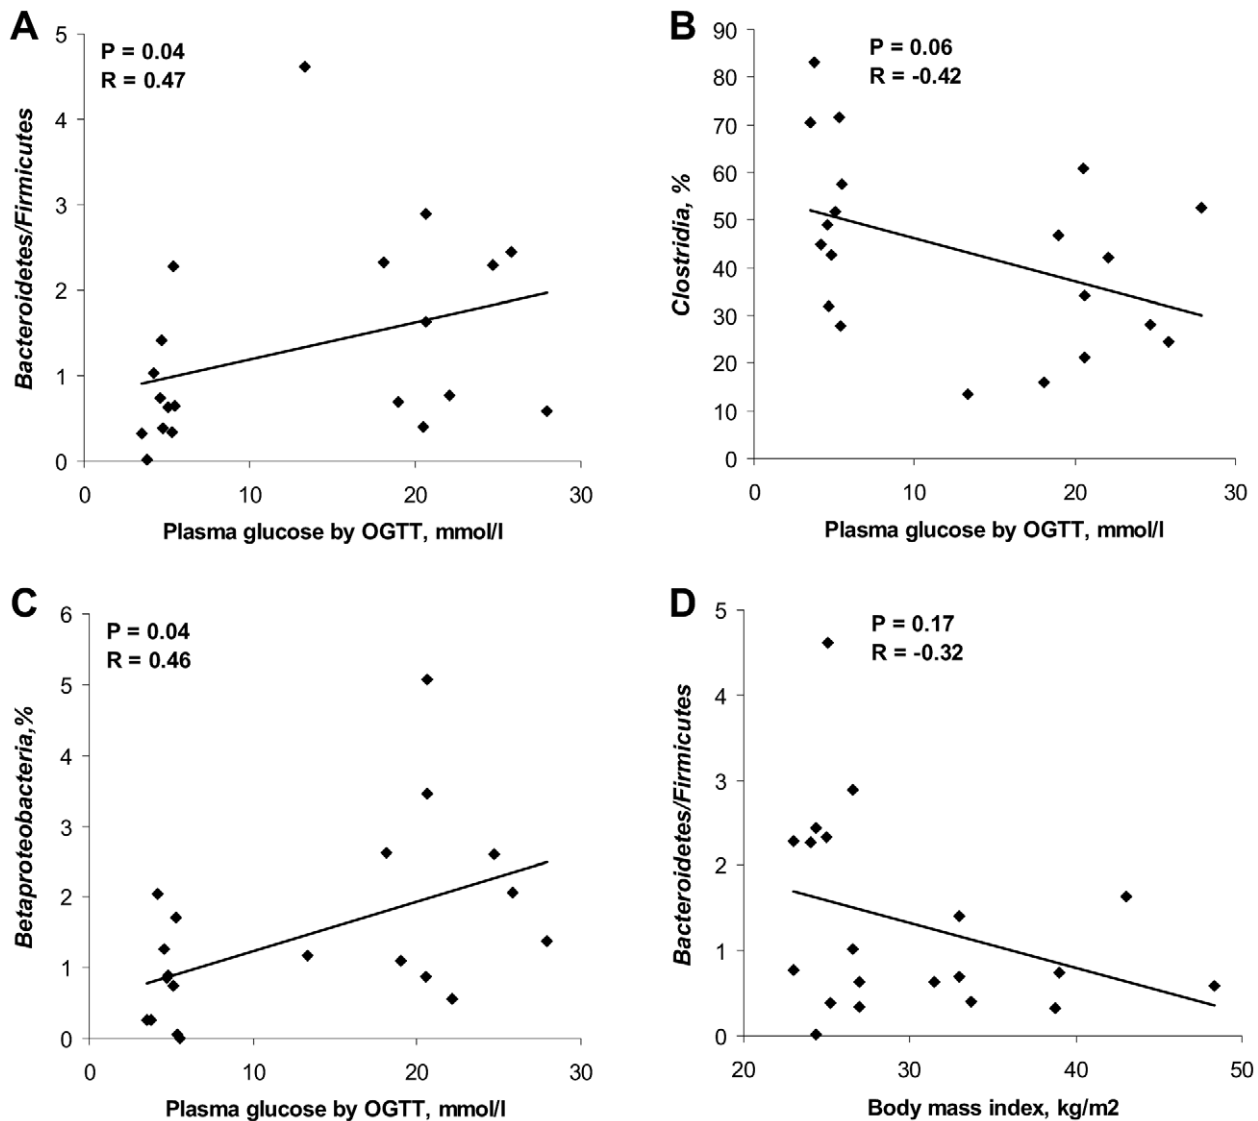 A
P = 0.04
R = 0.47
Bacteroidetes/Firmicutes
5
4
3
2
1
0
0 10 20 30
Plasma glucose by OGTT, mmol/l
B
P = 0.06
R = -0.42
Clostridia, %
90
80
70
60
50
40
30
20
10
0
0 10 20 30
Plasma glucose by OGTT, mmol/l
C
P = 0.04
R = 0.46
Betaproteobacteria,%
6
5
4
3
2
1
0
0 10 20 30
Plasma glucose by OGTT, mmol/l
D
P = 0.17
R = -0.32
Bacteroidetes/Firmicutes
5
4
3
2
1
0
20 30 40 50
Body mass index, kg/m2